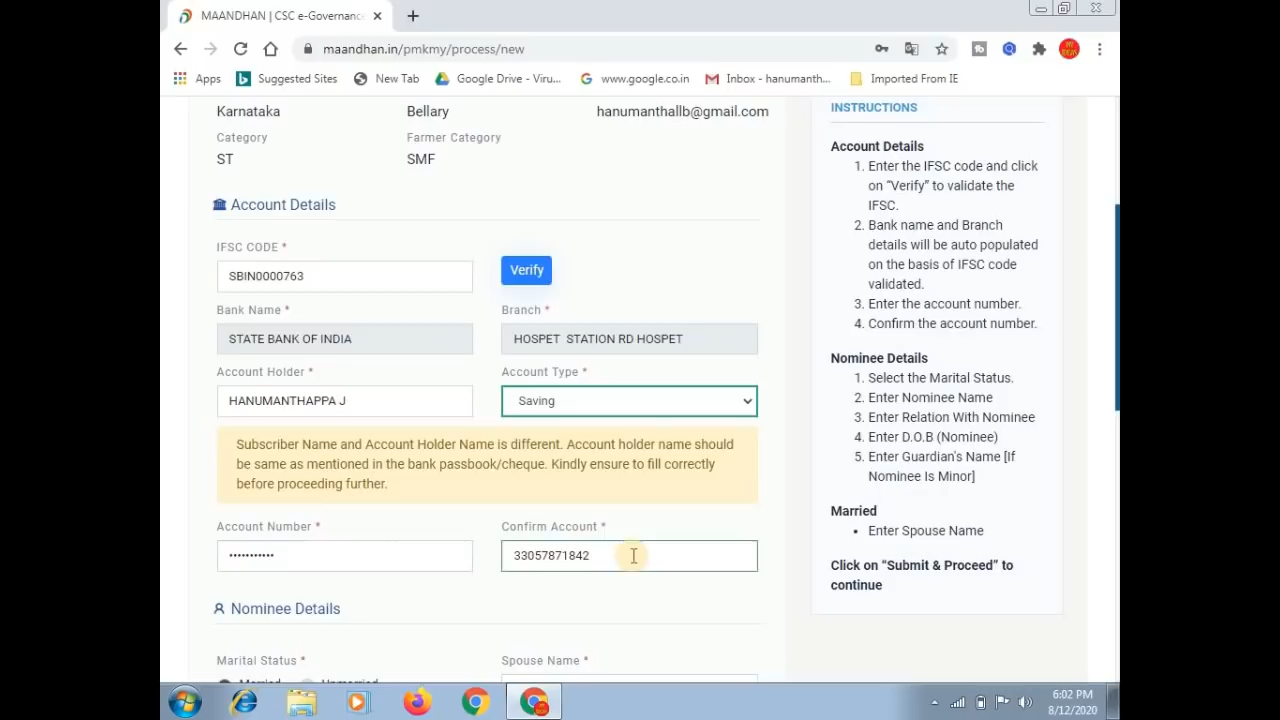 MAANDHAN | CSC e-Governance
maandhan.in/pmkmy/process/new
Apps Suggested Sites New Tab Google Drive - Viru... www.google.co.in Inbox - hanumanth... Imported From IE
Karnataka Bellary hanumanthallb@gmail.com
Category Farmer Category
ST SMF
Account Details
IFSC CODE *
SBIN0000763 Verify
Bank Name * Branch *
STATE BANK OF INDIA HOSPET STATION RD HOSPET
Account Holder * Account Type *
HANUMANTHAPPA J Saving
Subscriber Name and Account Holder Name is different. Account holder name should
be same as mentioned in the bank passbook/cheque. Kindly ensure to fill correctly
before proceeding further.
Account Number * Confirm Account *
••••••••••• 33057871842
Nominee Details
Marital Status * Spouse Name *
Married Unmarried
INSTRUCTIONS
Account Details
1. Enter the IFSC code and click
on “Verify” to validate the
IFSC.
2. Bank name and Branch
details will be auto populated
on the basis of IFSC code
validated.
3. Enter the account number.
4. Confirm the account number.
Nominee Details
1. Select the Marital Status.
2. Enter Nominee Name
3. Enter Relation With Nominee
4. Enter D.O.B (Nominee)
5. Enter Guardian's Name [If
Nominee Is Minor]
Married
• Enter Spouse Name
Click on “Submit & Proceed” to
continue
6:02 PM
8/12/2020